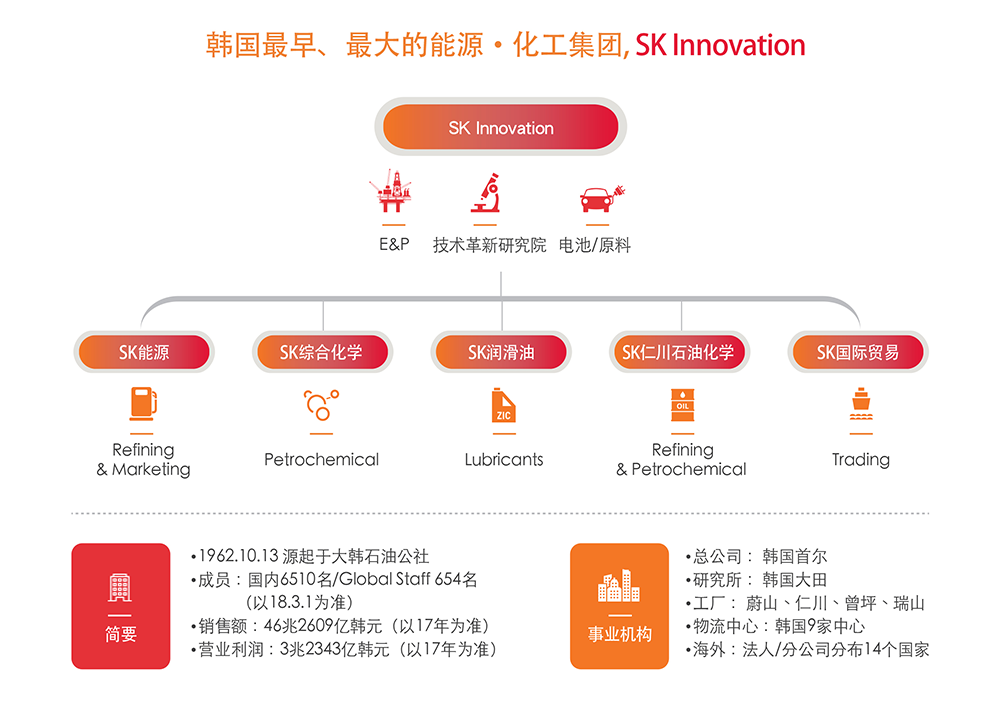 韩国最早、最大的能源·化工集团, SK Innovation
SK Innovation
E&P
技术革新研究院
电池/原料
SK能源
SK综合化学
SK润滑油
SK仁川石油化学
SK国际贸易
ZIC
OIL
Refining
& Marketing
Petrochemical
Lubricants
Refining
& Petrochemical
Trading
简要
•1962.10.13 源起于大韩石油公社
•成员：国内6510名/Global Staff 654名
（以18.3.1为准）
•销售额：46兆2609亿韩元（以17年为准）
•营业利润：3兆2343亿韩元（以17年为准）
事业机构
•总公司：韩国首尔
•研究所：韩国大田
•工厂：蔚山、仁川、曾坪、瑞山
•物流中心：韩国9家中心
•海外：法人/分公司分布14个国家